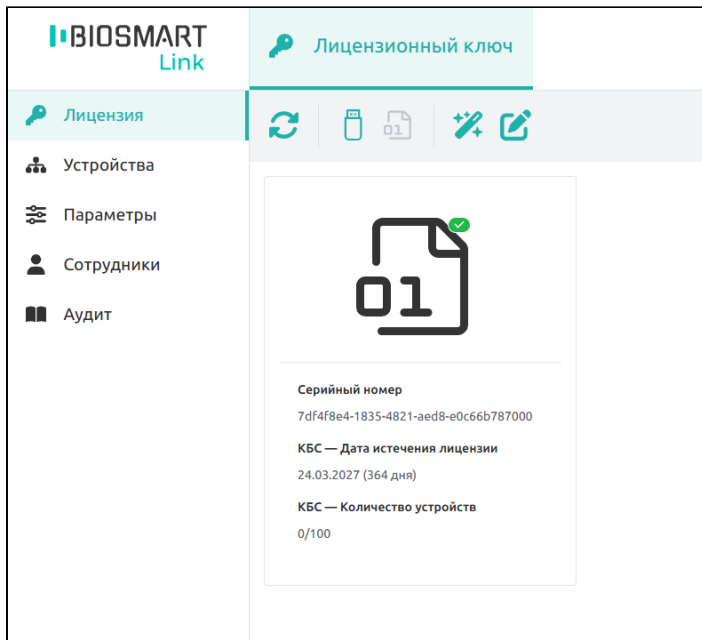 BIOSMART
Link
Лицензионный ключ
Лицензия
Устройства
Параметры
Сотрудники
Аудит
01
01
Серийный номер
7df4f8e4-1835-4821-aed8-e0c66b787000
КБС — Дата истечения лицензии
24.03.2027 (364 дня)
КБС — Количество устройств
0/100